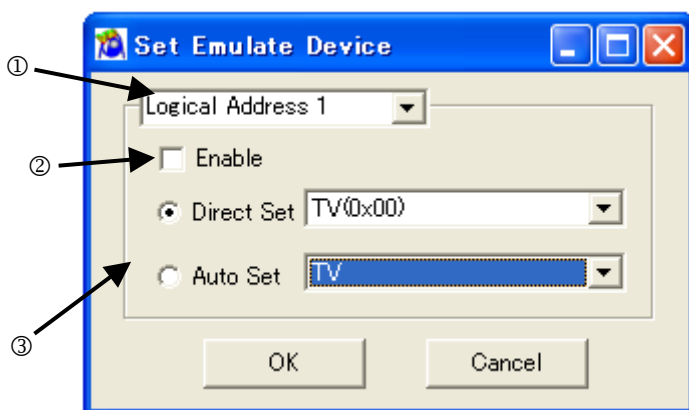 Set Emulate Device
①
Logical Address 1
② Enable
Direct Set TV(0x00)
Auto Set TV
③
OK Cancel